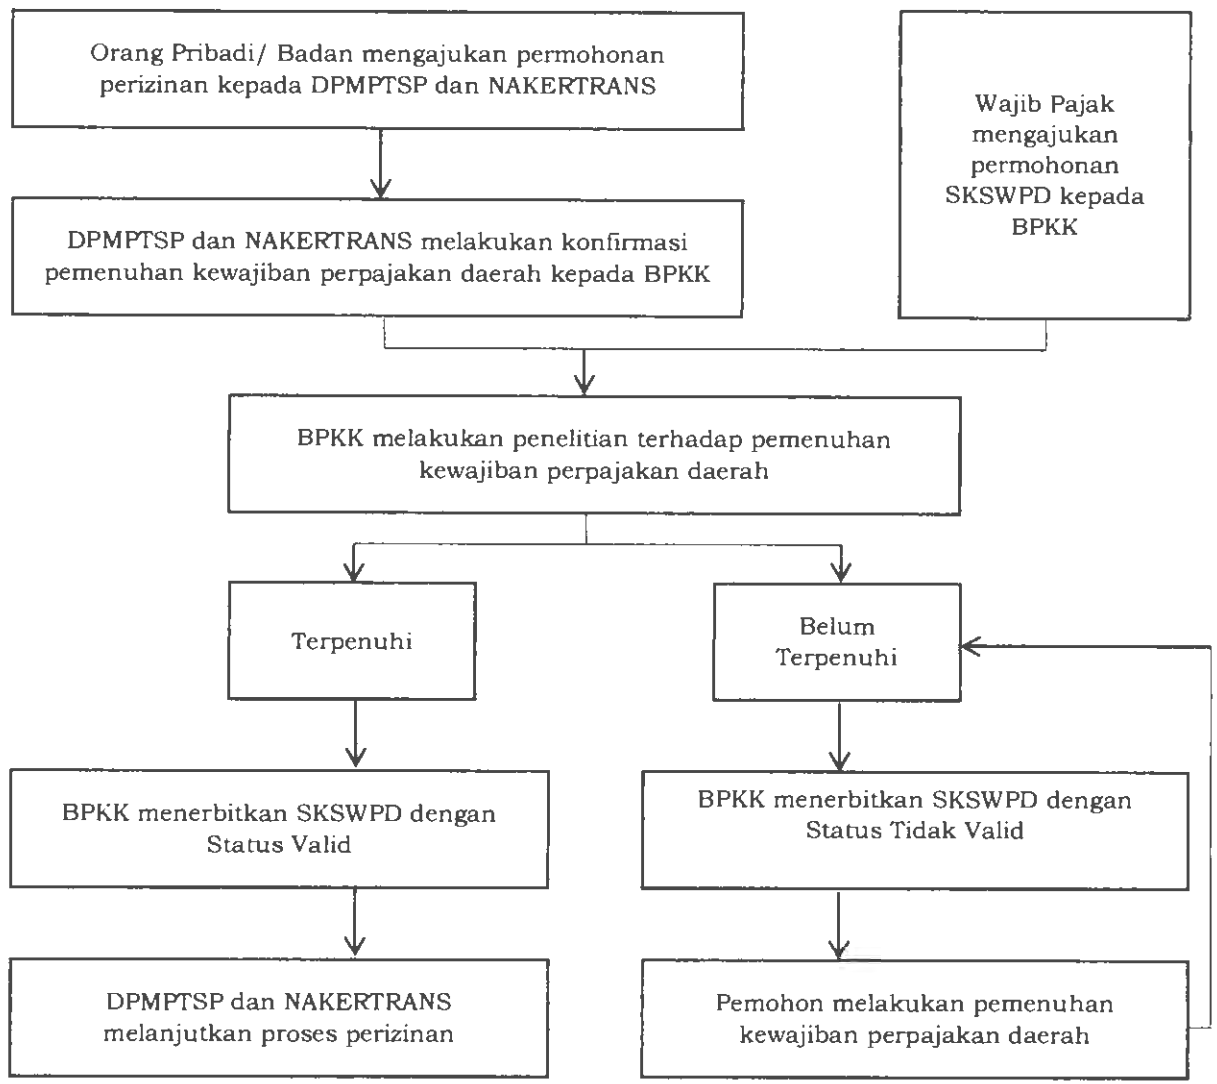 Orang Pribadi/ Badan mengajukan permohonan
perizinan kepada DPMPTSP dan NAKERTRANS
Wajib Pajak
mengajukan
permohonan
SKSWPD kepada
BPKK
DPMPTSP dan NAKERTRANS melakukan konfirmasi
pemenuhan kewajiban perpajakan daerah kepada BPKK
BPKK melakukan penelitian terhadap pemenuhan
kewajiban perpajakan daerah
Terpenuhi
Belum
Terpenuhi
BPKK menerbitkan SKSWPD dengan
Status Valid
BPKK menerbitkan SKSWPD dengan
Status Tidak Valid
DPMPTSP dan NAKERTRANS
melanjutkan proses perizinan
Pemohon melakukan pemenuhan
kewajiban perpajakan daerah